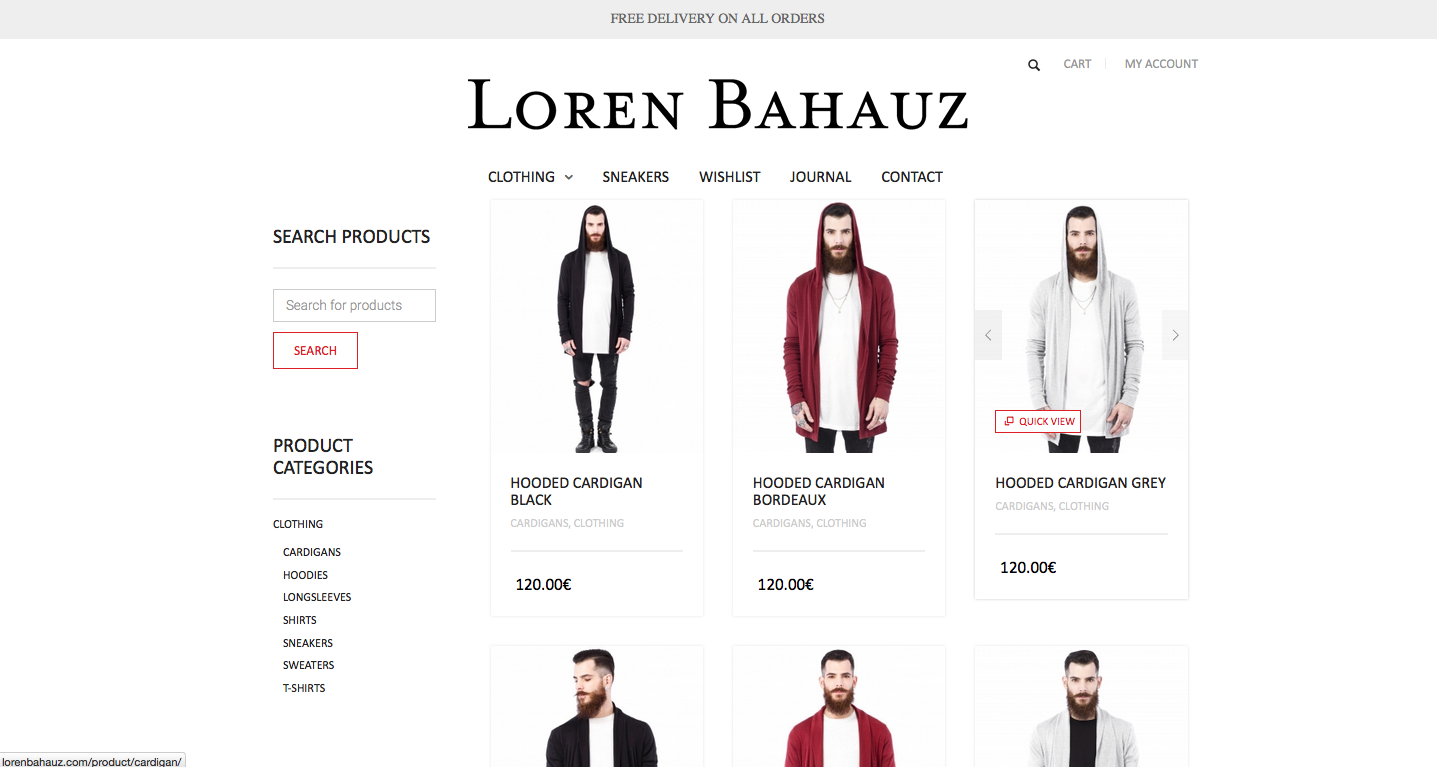 FREE DELIVERY ON ALL ORDERS
CART
MY ACCOUNT
LOREN BAHAUZ
CLOTHING
SNEAKERS
WISHLIST
JOURNAL
CONTACT
SEARCH PRODUCTS
Search for products
SEARCH
PRODUCT
CATEGORIES
CLOTHING
CARDIGANS
HOODIES
LONGSLEEVES
SHIRTS
SNEAKERS
SWEATERS
T-SHIRTS
HOODED CARDIGAN
BLACK
CARDIGANS, CLOTHING
120.00€
HOODED CARDIGAN
BORDEAUX
CARDIGANS, CLOTHING
120.00€
QUICK VIEW
HOODED CARDIGAN GREY
CARDIGANS, CLOTHING
120.00€
lorenbahauz.com/product/cardigan/